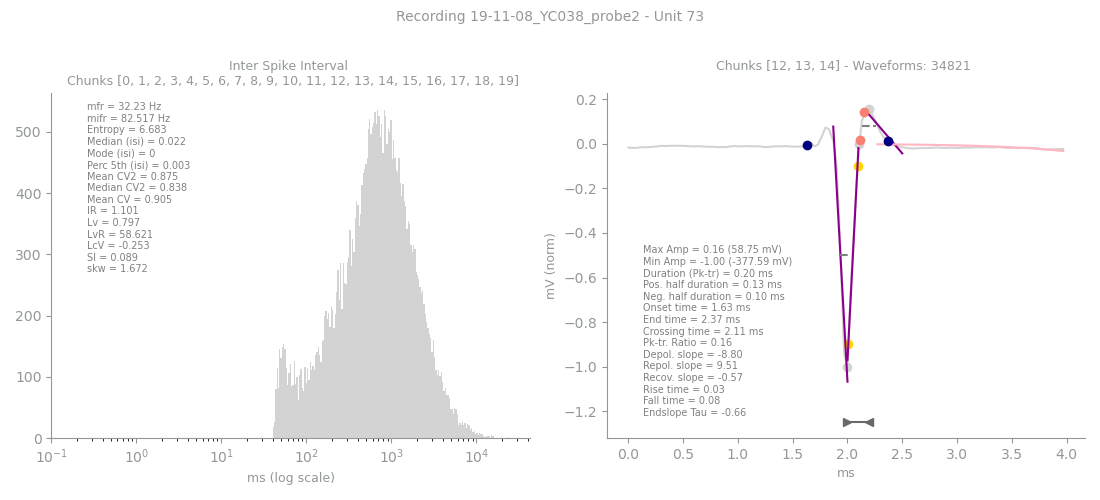 Recording 19-11-08_YC038_probe2 - Unit 73
Inter Spike Interval
Chunks [0, 1, 2, 3, 4, 5, 6, 7, 8, 9, 10, 11, 12, 13, 14, 15, 16, 17, 18, 19]
mfr = 32.23 Hz
mifr = 82.517 Hz
Entropy = 6.683
Median (isi) = 0.022
Mode (isi) = 0
Perc 5th (isi) = 0.003
Mean CV2 = 0.875
Median CV2 = 0.838
Mean CV = 0.905
IR = 1.101
Lv = 0.797
LvR = 58.621
LcV = -0.253
SI = 0.089
skw = 1.672
500
400
300
200
100
0
10−1 100 101 102 103 104
ms (log scale)
Chunks [12, 13, 14] - Waveforms: 34821
mV (norm)
0.2
0.0
−0.2
−0.4
−0.6
−0.8
−1.0
−1.2
Max Amp = 0.16 (58.75 mV)
Min Amp = -1.00 (-377.59 mV)
Duration (Pk-tr) = 0.20 ms
Pos. half duration = 0.13 ms
Neg. half duration = 0.10 ms
Onset time = 1.63 ms
End time = 2.37 ms
Crossing time = 2.11 ms
Pk-tr. Ratio = 0.16
Depol. slope = -8.80
Repol. slope = 9.51
Recov. slope = -0.57
Rise time = 0.03
Fall time = 0.08
Endslope Tau = -0.66
0.0 0.5 1.0 1.5 2.0 2.5 3.0 3.5 4.0
ms